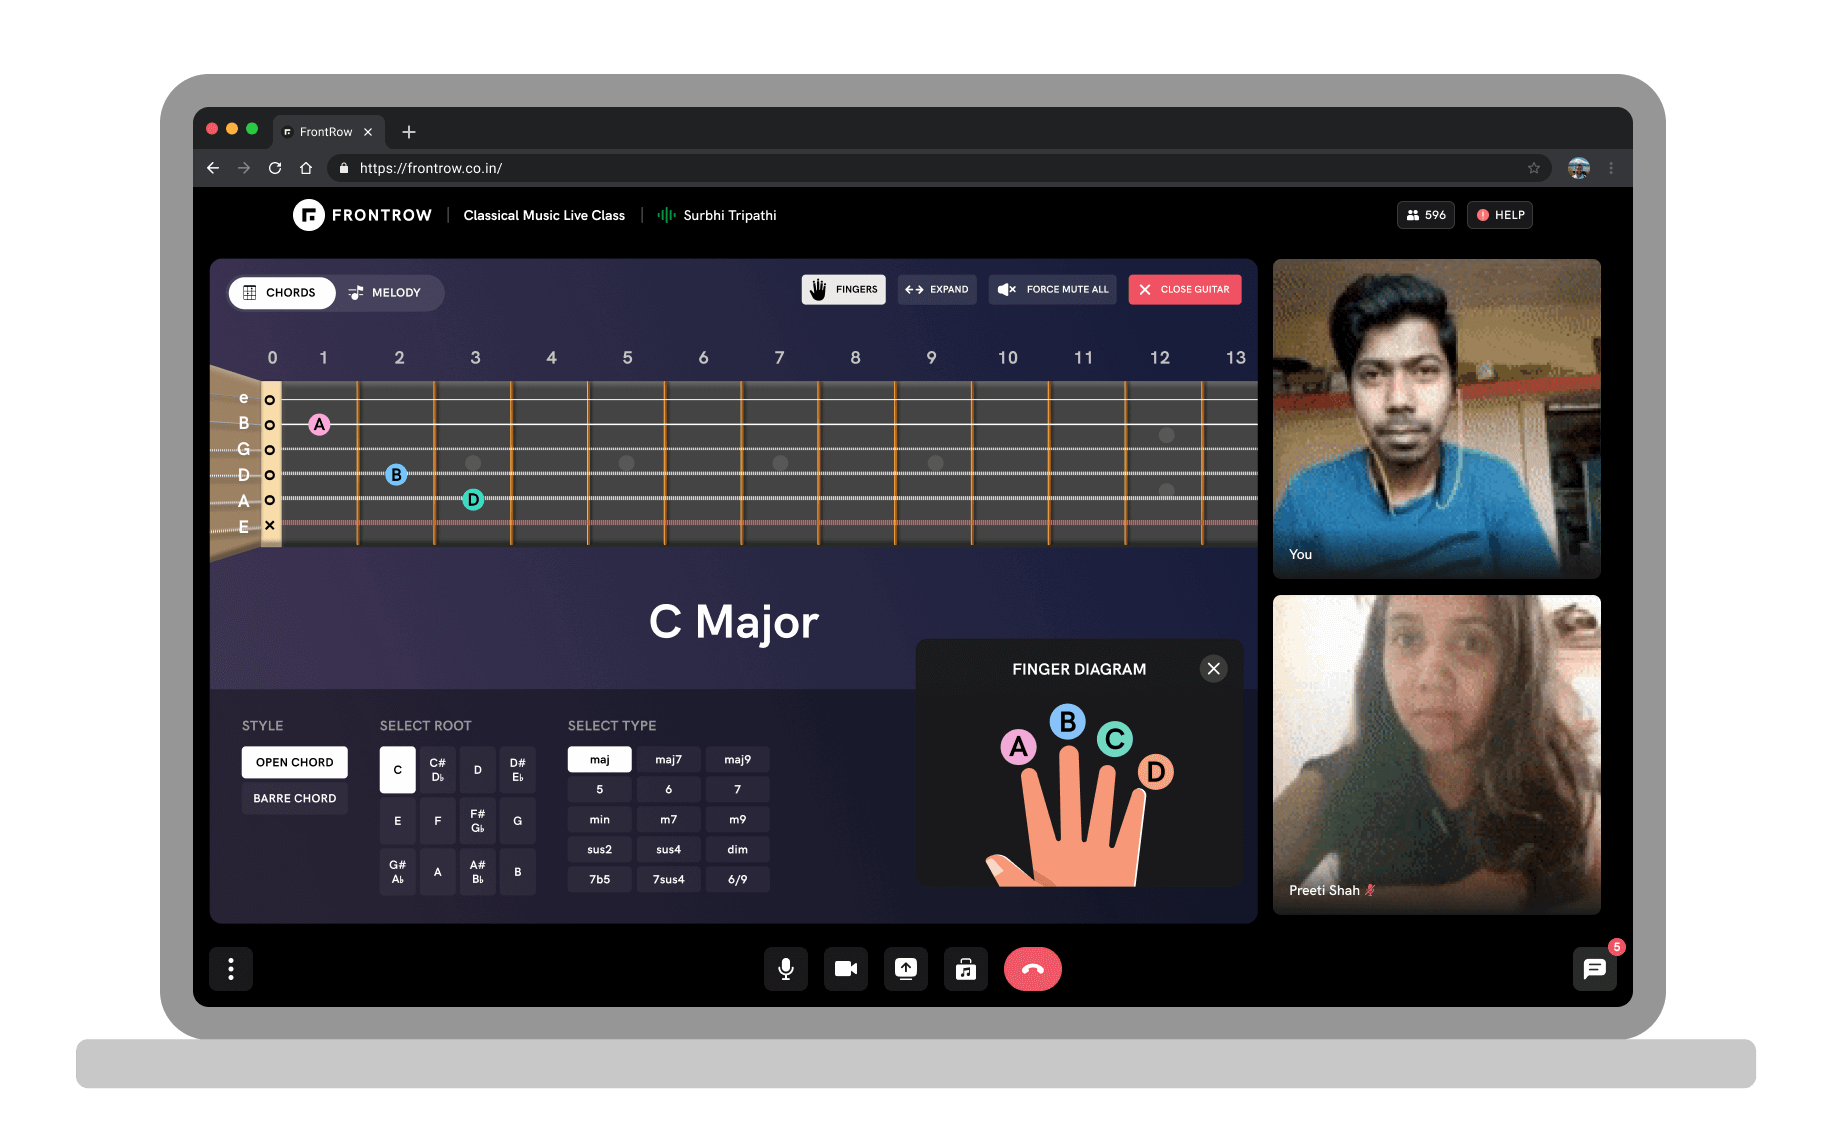 FrontRow
https://frontrow.co.in/
FRONTROW | Classical Music Live Class | Surbhi Tripathi
596
HELP
CHORDS
MELODY
FINGERS
EXPAND
FORCE MUTE ALL
CLOSE GUITAR
0 1 2 3 4 5 6 7 8 9 10 11 12 13
e
B
A
G
D
B
A
D
E
C Major
You
FINGER DIAGRAM
A
B
C
D
STYLE
OPEN CHORD
BARRE CHORD
SELECT ROOT
C
C#
D♭
D
D#
E♭
E
F
F#
G♭
G
G#
A♭
A
A#
B♭
B
SELECT TYPE
maj maj7 maj9
5 6 7
min m7 m9
sus2 sus4 dim
7b5 7sus4 6/9
Preeti Shah
5